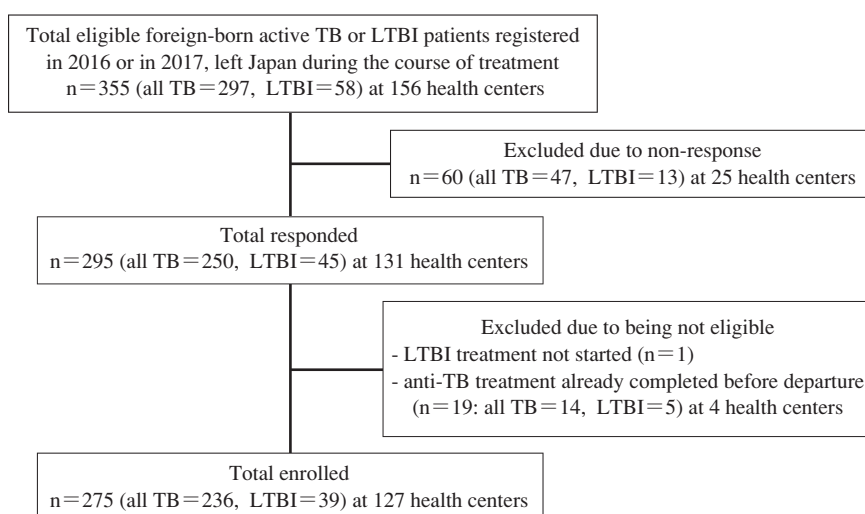 Total eligible foreign-born active TB or LTBI patients registered
in 2016 or in 2017, left Japan during the course of treatment
n=355 (all TB=297, LTBI=58) at 156 health centers
Excluded due to non-response
n=60 (all TB=47, LTBI=13) at 25 health centers
Total responded
n=295 (all TB=250, LTBI=45) at 131 health centers
Excluded due to being not eligible
- LTBI treatment not started (n=1)
- anti-TB treatment already completed before departure
(n=19: all TB=14, LTBI=5) at 4 health centers
Total enrolled
n=275 (all TB=236, LTBI=39) at 127 health centers